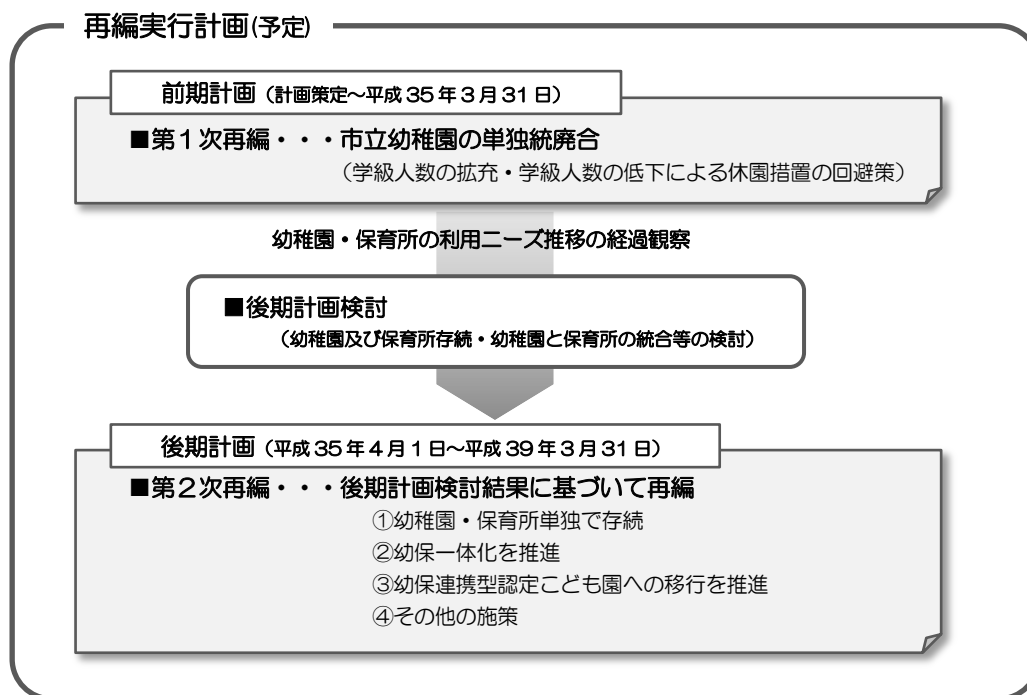 再編実行計画(予定)
前期計画（計画策定～平成35年3月31日）
■第１次再編・・・市立幼稚園の単独統廃合
（学級人数の拡充・学級人数の低下による休園措置の回避策）
幼稚園・保育所の利用ニーズ推移の経過観察
■後期計画検討
（幼稚園及び保育所存続・幼稚園と保育所の統合等の検討）
後期計画（平成35年4月1日～平成39年3月31日）
■第２次再編・・・後期計画検討結果に基づいて再編
①幼稚園・保育所単独で存続
②幼保一体化を推進
③幼保連携型認定こども園への移行を推進
④その他の施策